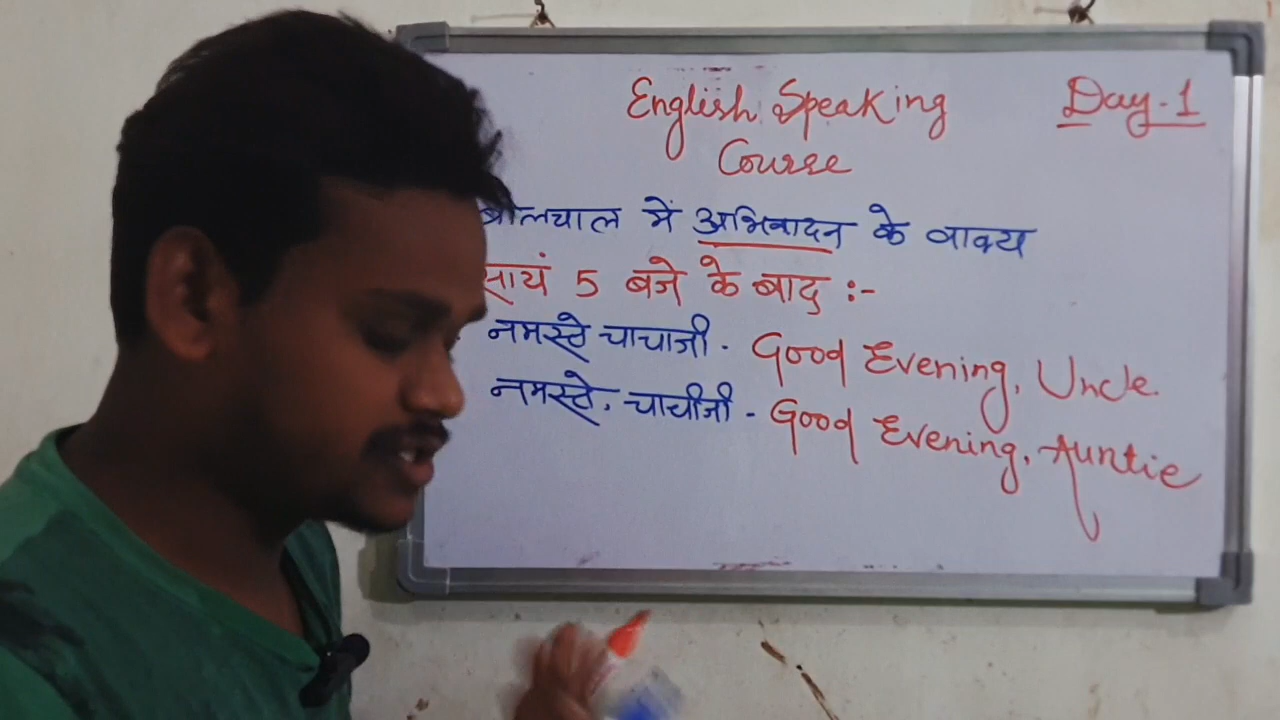 English Speaking
Course
Day-1
बोलचाल में अभिवादन के वाक्य
सायं 5 बजे के बाद :-
नमस्ते चाचाजी - Good Evening, Uncle.
नमस्ते, चाचीजी - Good Evening, Auntie